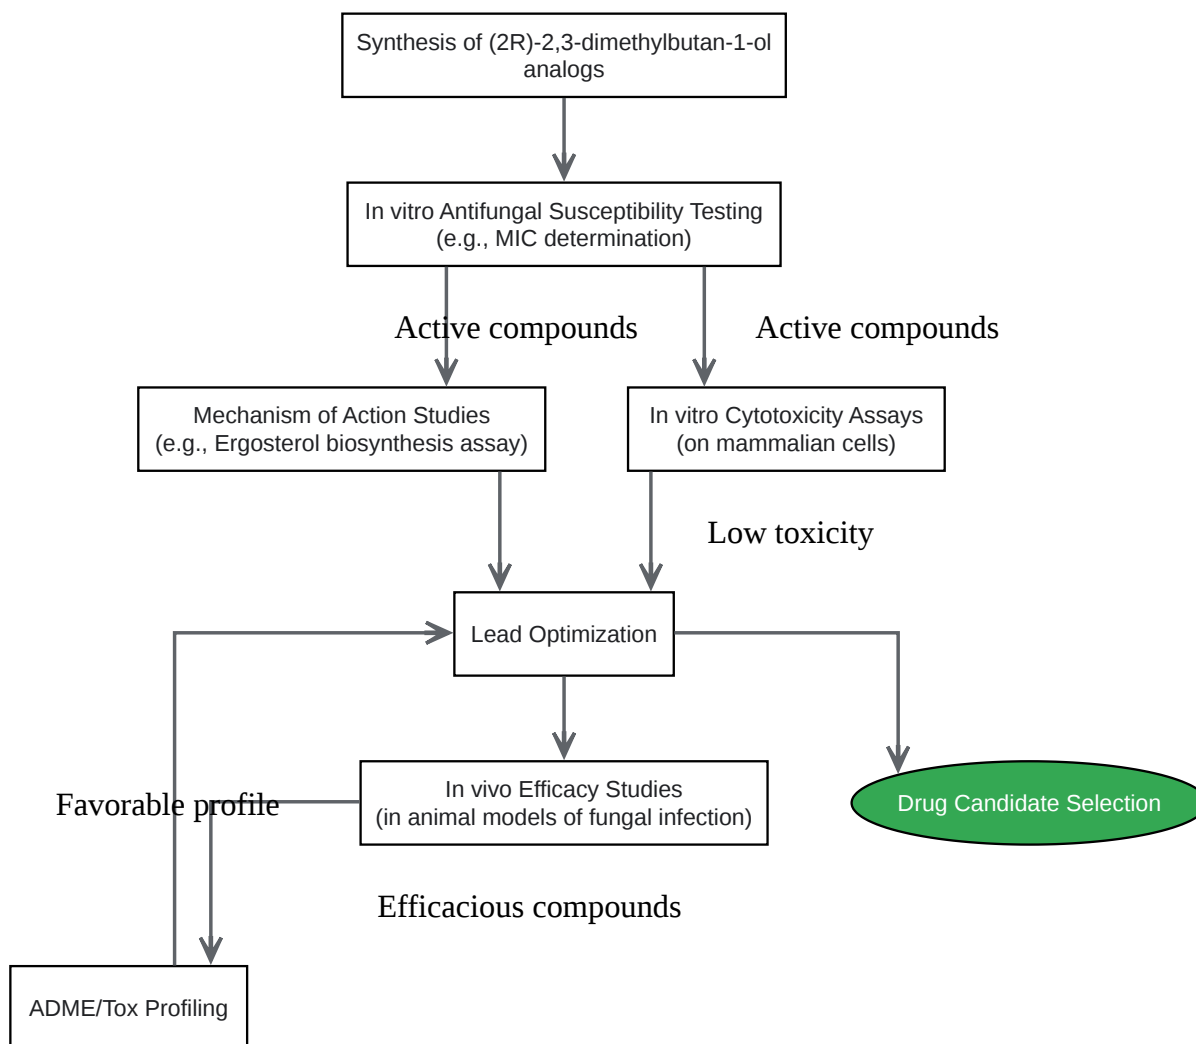 Synthesis of (2R)-2,3-dimethylbutan-1-ol
analogs
In vitro Antifungal Susceptibility Testing
(e.g., MIC determination)
Active compounds
Active compounds
Mechanism of Action Studies
(e.g., Ergosterol biosynthesis assay)
In vitro Cytotoxicity Assays
(on mammalian cells)
Low toxicity
Lead Optimization
In vivo Efficacy Studies
(in animal models of fungal infection)
Favorable profile
Drug Candidate Selection
Efficacious compounds
ADME/Tox Profiling